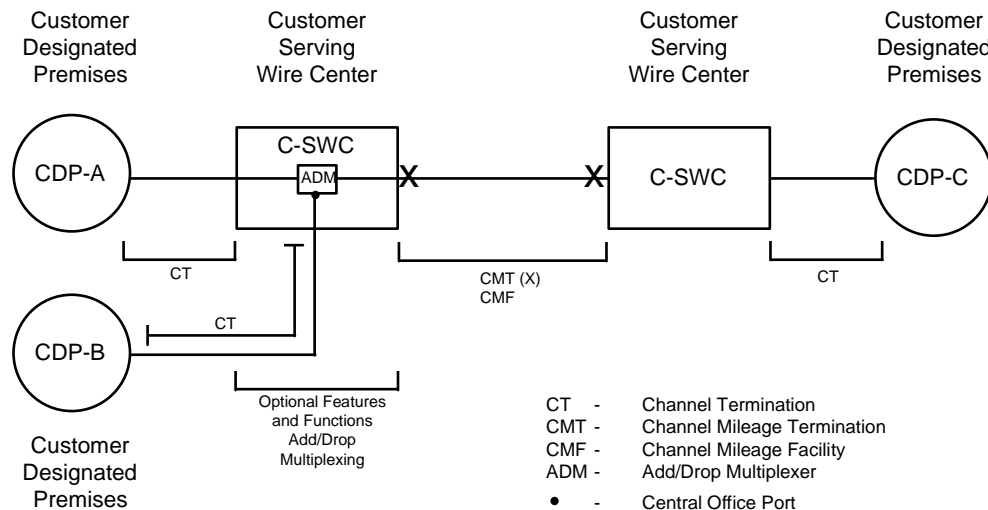 Customer
Designated
Premises
Customer
Serving
Wire Center
Customer
Serving
Wire Center
Customer
Designated
Premises
CDP-A
C-SWC
ADM
X
X
C-SWC
CDP-C
CT
CMT (X)
CMF
CT
CT
CDP-B
Optional Features
and Functions
Add/Drop
Multiplexing
Customer
Designated
Premises
CT - Channel Termination
CMT - Channel Mileage Termination
CMF - Channel Mileage Facility
ADM - Add/Drop Multiplexer
• - Central Office Port